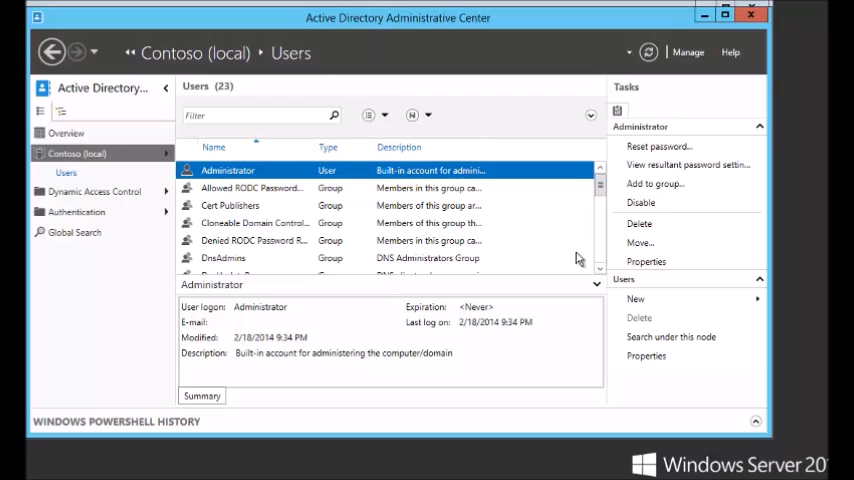 Active Directory Administrative Center
Contoso (local) Users
Manage
Help
Active Directory...
Overview
Contoso (local)
Users
Dynamic Access Control
Authentication
Global Search
Users (23)
Filter
Name Type Description
Administrator User Built-in account for admini...
Allowed RODC Password... Group Members in this group ca...
Cert Publishers Group Members of this group ar...
Cloneable Domain Control... Group Members of this group th...
Denied RODC Password R... Group Members in this group ca...
DnsAdmins Group DNS Administrators Group
Administrator
User logon: Administrator Expiration: <Never>
E-mail: Last log on: 2/18/2014 9:34 PM
Modified: 2/18/2014 9:34 PM
Description: Built-in account for administering the computer/domain
Summary
Tasks
Administrator
Reset password...
View resultant password settin...
Add to group...
Disable
Delete
Move...
Properties
Users
New
Delete
Search under this node
Properties
WINDOWS POWERSHELL HISTORY
Windows Server 201